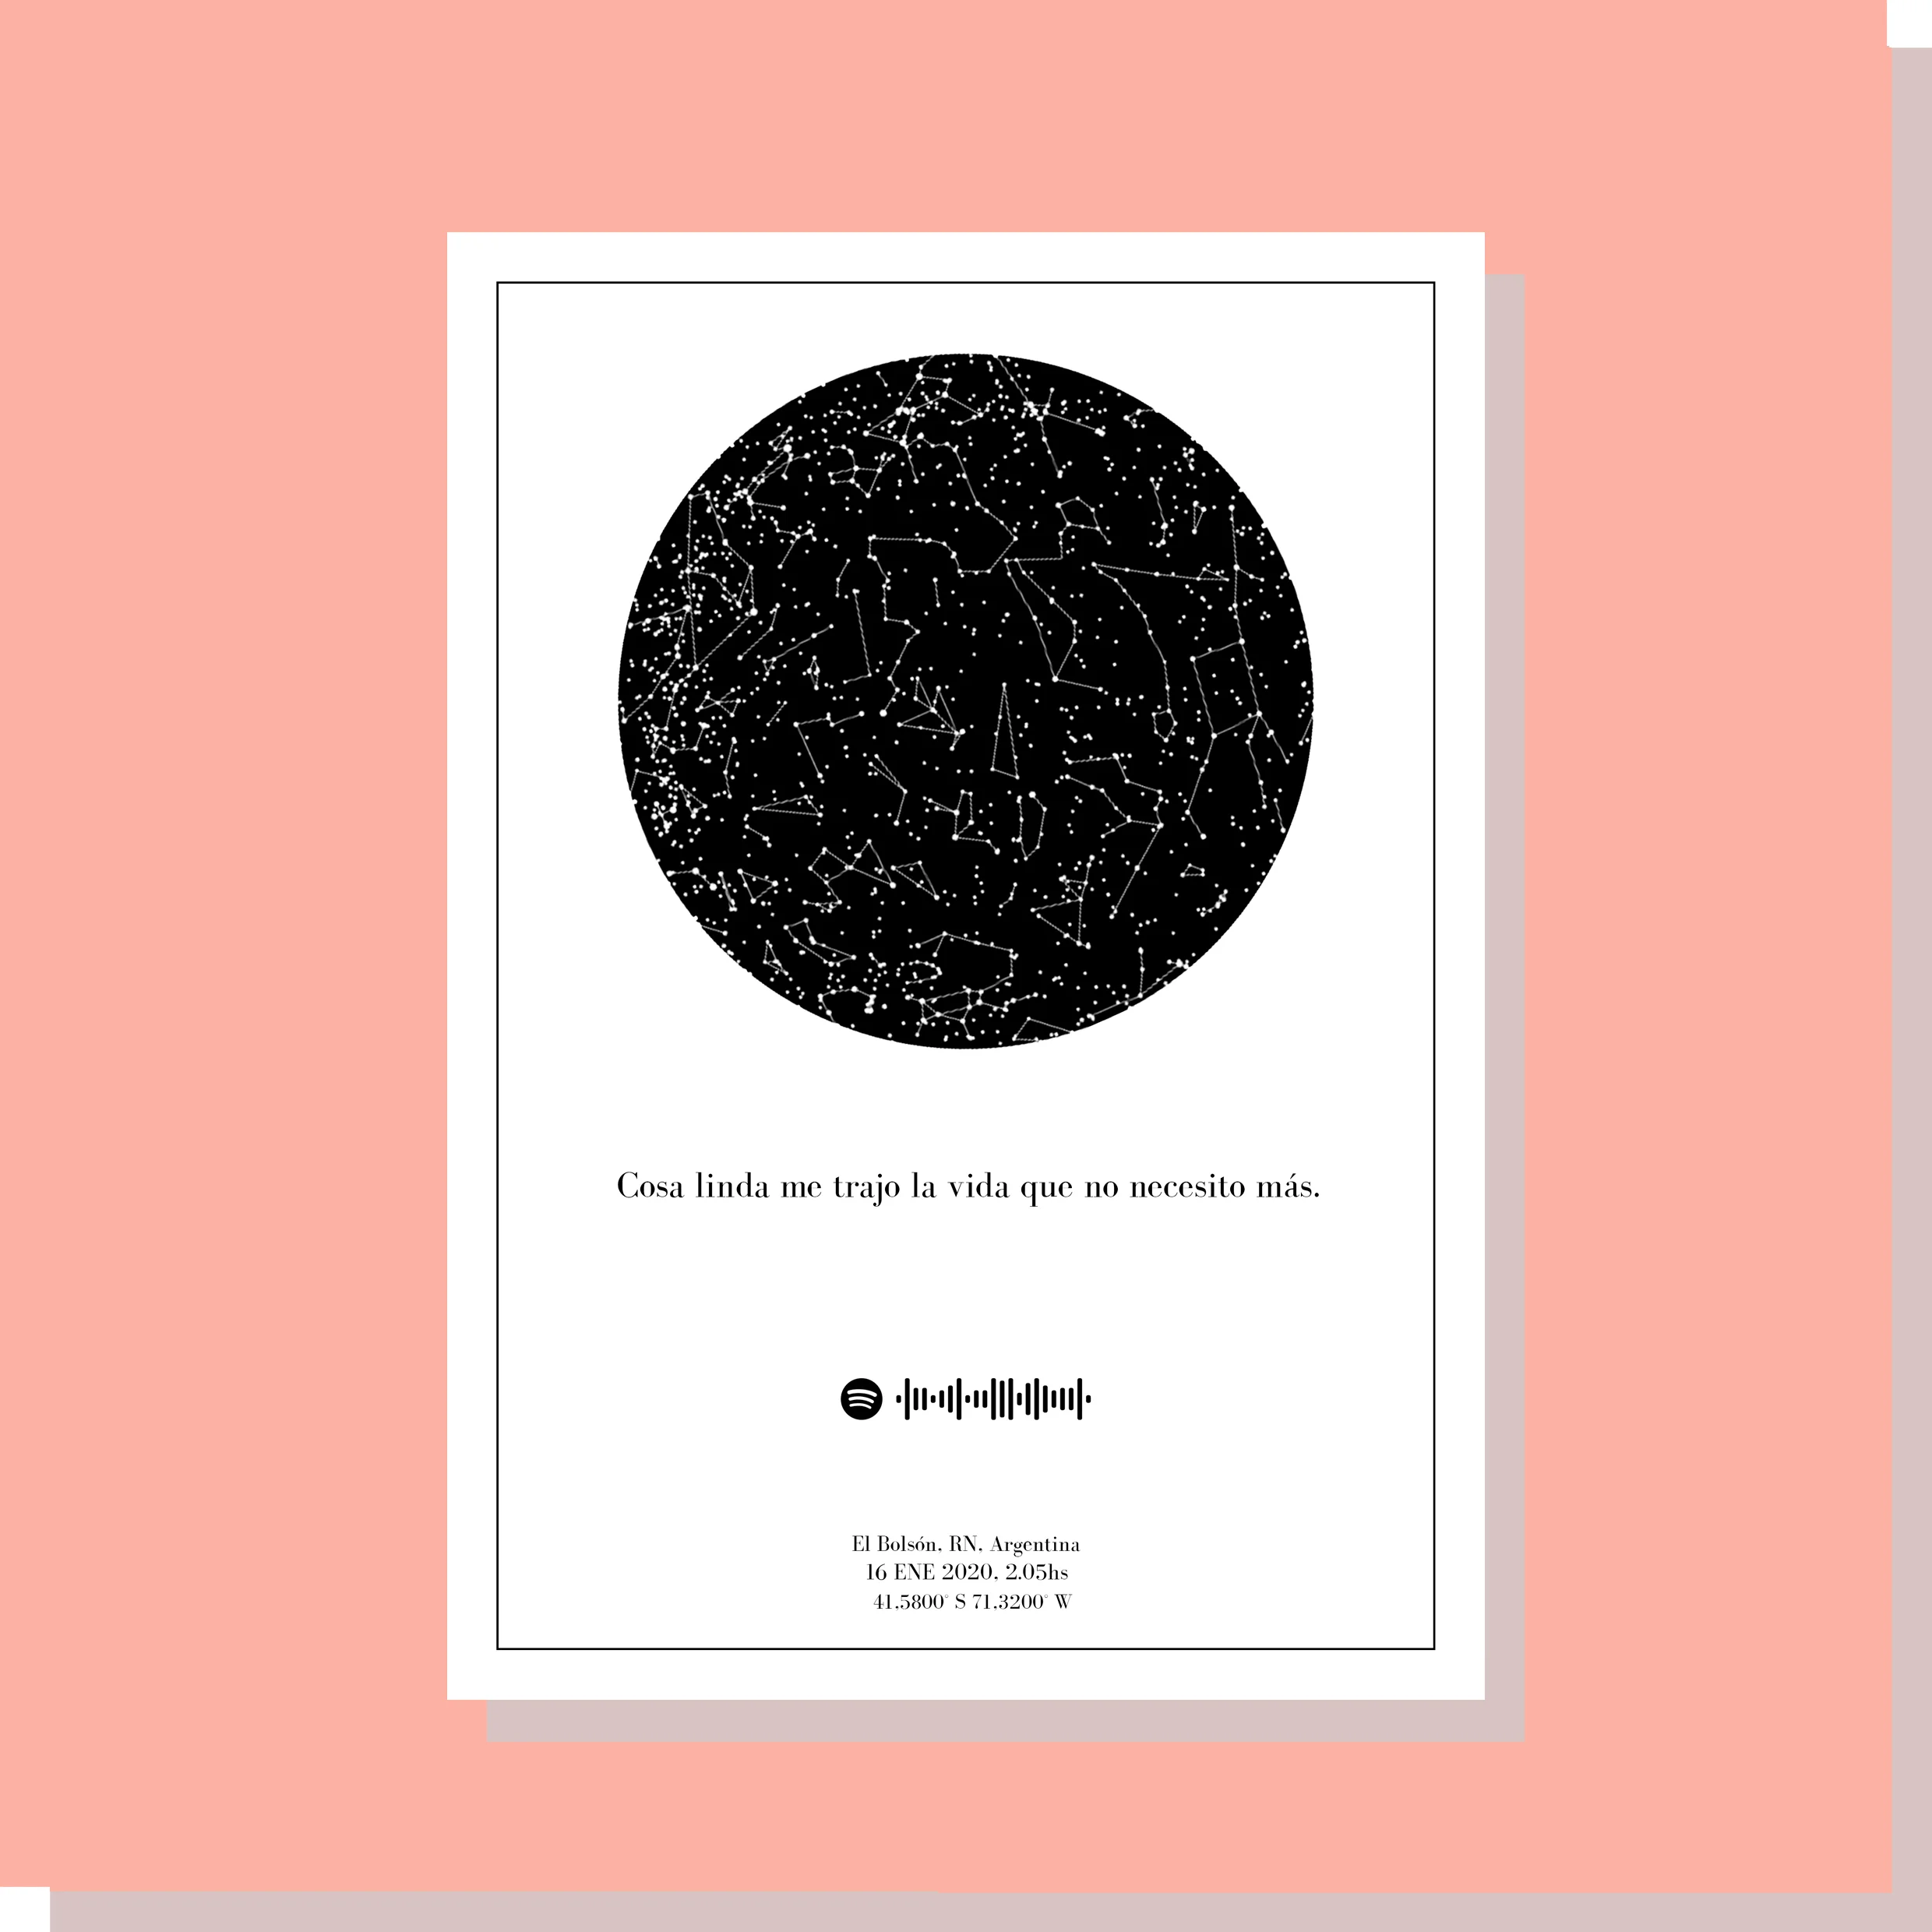 Cosa linda me trajo la vida que no necesito más.
El Bolsón, RN, Argentina
16 ENE 2020, 2.05hs
41.5800° S 71.3200° W